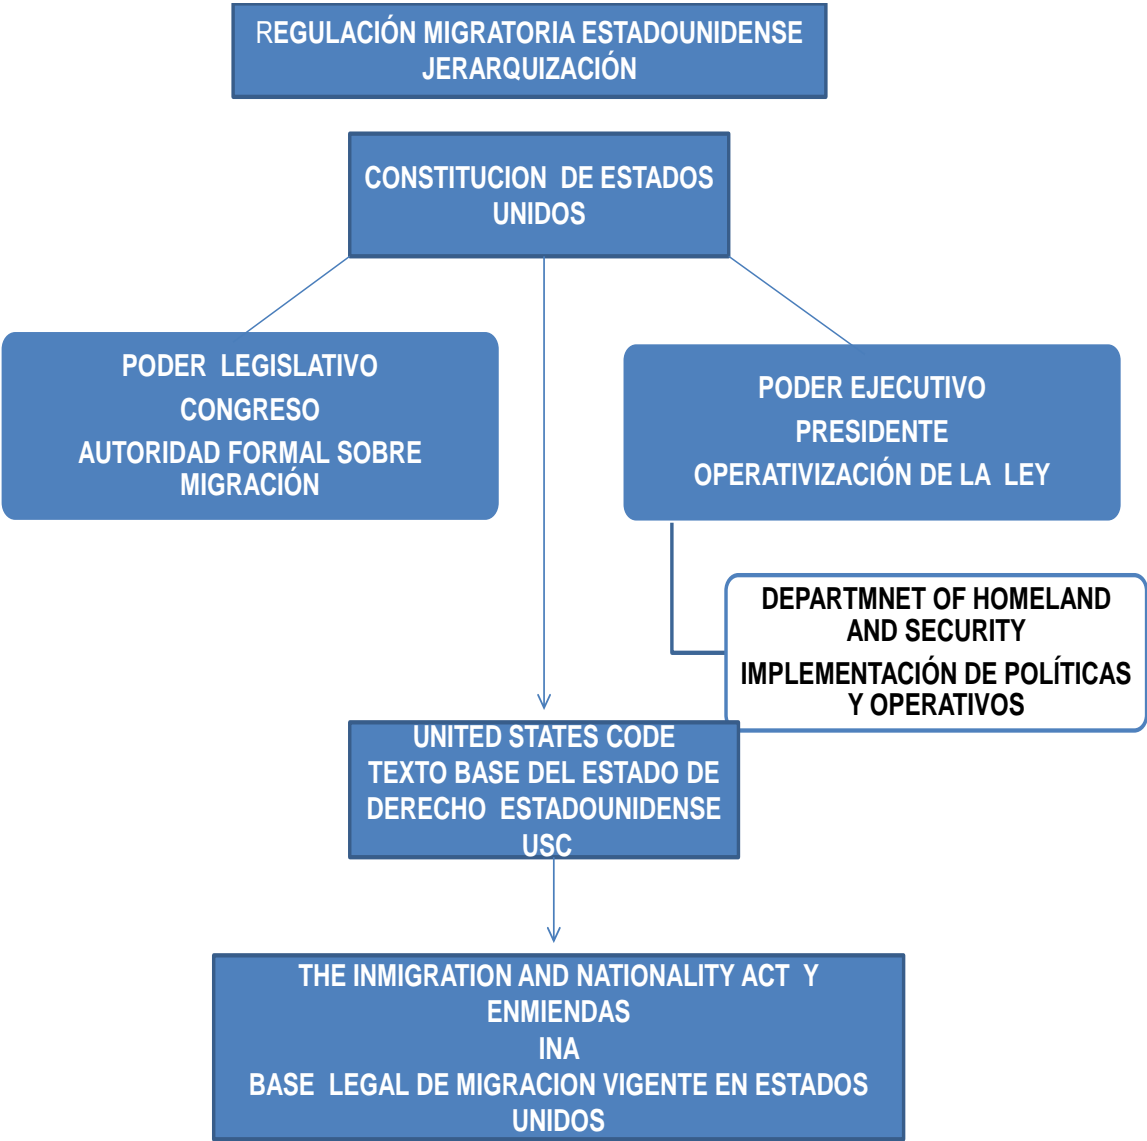 REGULACIÓN MIGRATORIA ESTADOUNIDENSE
JERARQUIZACIÓN
CONSTITUCION DE ESTADOS
UNIDOS
PODER LEGISLATIVO
CONGRESO
AUTORIDAD FORMAL SOBRE
MIGRACIÓN
PODER EJECUTIVO
PRESIDENTE
OPERATIVIZACIÓN DE LA LEY
DEPARTMNET OF HOMELAND
AND SECURITY
IMPLEMENTACIÓN DE POLÍTICAS
Y OPERATIVOS
UNITED STATES CODE
TEXTO BASE DEL ESTADO DE
DERECHO ESTADOUNIDENSE
USC
THE INMIGRATION AND NATIONALITY ACT Y
ENMIENDAS
INA
BASE LEGAL DE MIGRACION VIGENTE EN ESTADOS
UNIDOS